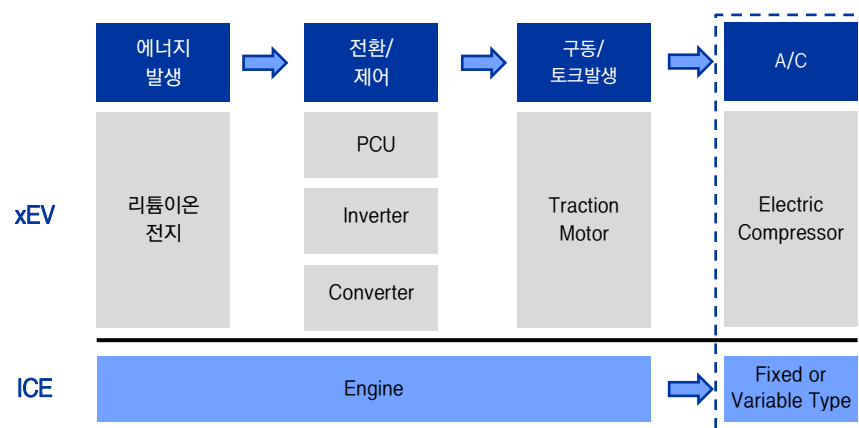 에너지
발생
전환/
제어
구동/
토크발생
A/C
xEV
리튬이온
전지
PCU
Inverter
Converter
Traction
Motor
Electric
Compressor
ICE
Engine
Fixed or
Variable Type